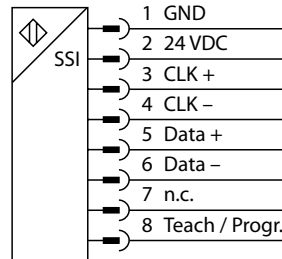 SSI
1 GND
2 24 VDC
3 CLK +
4 CLK –
5 Data +
6 Data –
7 n.c.
8 Teach / Progr.